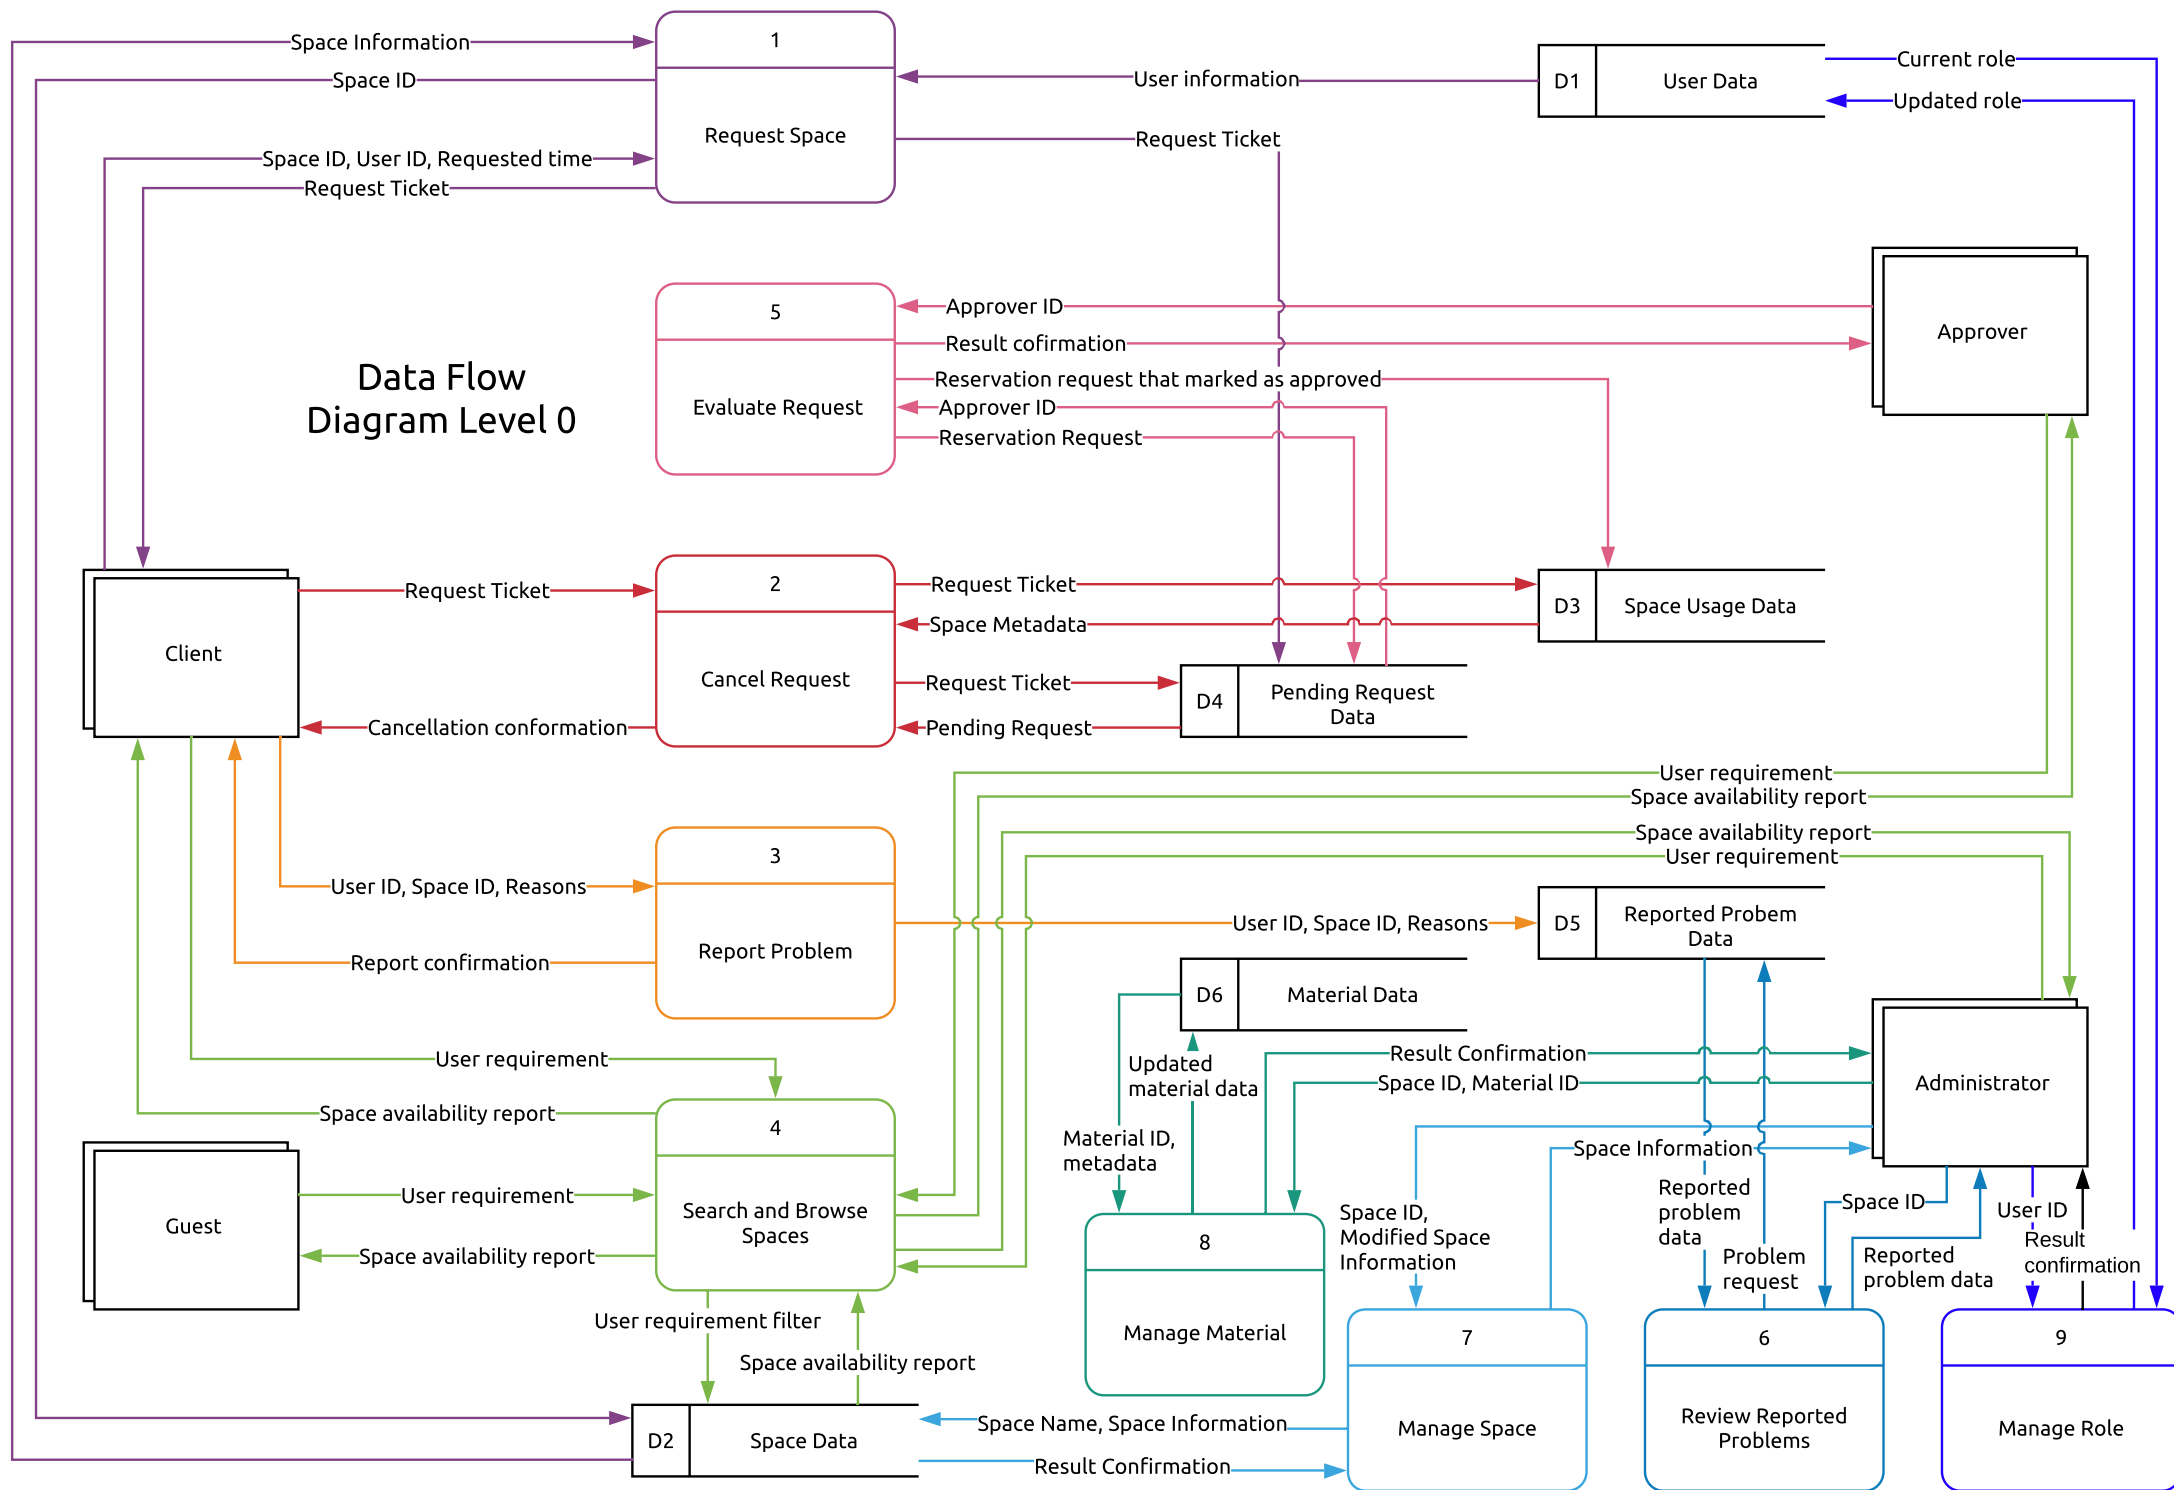 Space Information
1
Space ID
Request Space
User information
D1
User Data
Current role
Updated role
Request Ticket
Space ID, User ID, Requested time
Request Ticket
5
Evaluate Request
Approver ID
Result cofirmation
Reservation request that marked as approved
Approver ID
Reservation Request
Approver
Data Flow
Diagram Level 0
Client
Request Ticket
2
Cancel Request
Request Ticket
Space Metadata
D3
Space Usage Data
Request Ticket
Pending Request
D4
Pending Request
Data
Cancellation conformation
User requirement
Space availability report
Space availability report
User requirement
3
Report Problem
User ID, Space ID, Reasons
Report confirmation
User ID, Space ID, Reasons
D5
Reported Probem
Data
D6
Material Data
User requirement
Space availability report
Updated
material data
Material ID,
metadata
Result Confirmation
Space ID, Material ID
Administrator
4
Search and Browse
Spaces
Guest
User requirement
Space availability report
Space Information
Space ID,
Modified Space
Information
Reported
problem
data
Problem
request
Space ID
Reported
problem data
User ID
Result
confirmation
8
Manage Material
User requirement filter
Space availability report
7
Manage Space
6
Review Reported
Problems
9
Manage Role
D2
Space Data
Space Name, Space Information
Result Confirmation